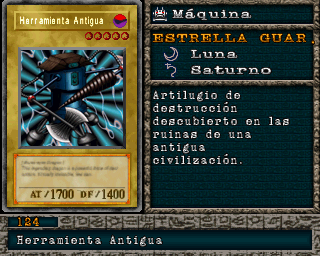 Herramienta Antigua
AT/1700 DF/1400
Máquina
ESTRELLA GUAR.
Luna
Saturno
Artilugio de
destrucción
descubierto en las
ruinas de una
antigua
civilización.
124
Herramienta Antigua